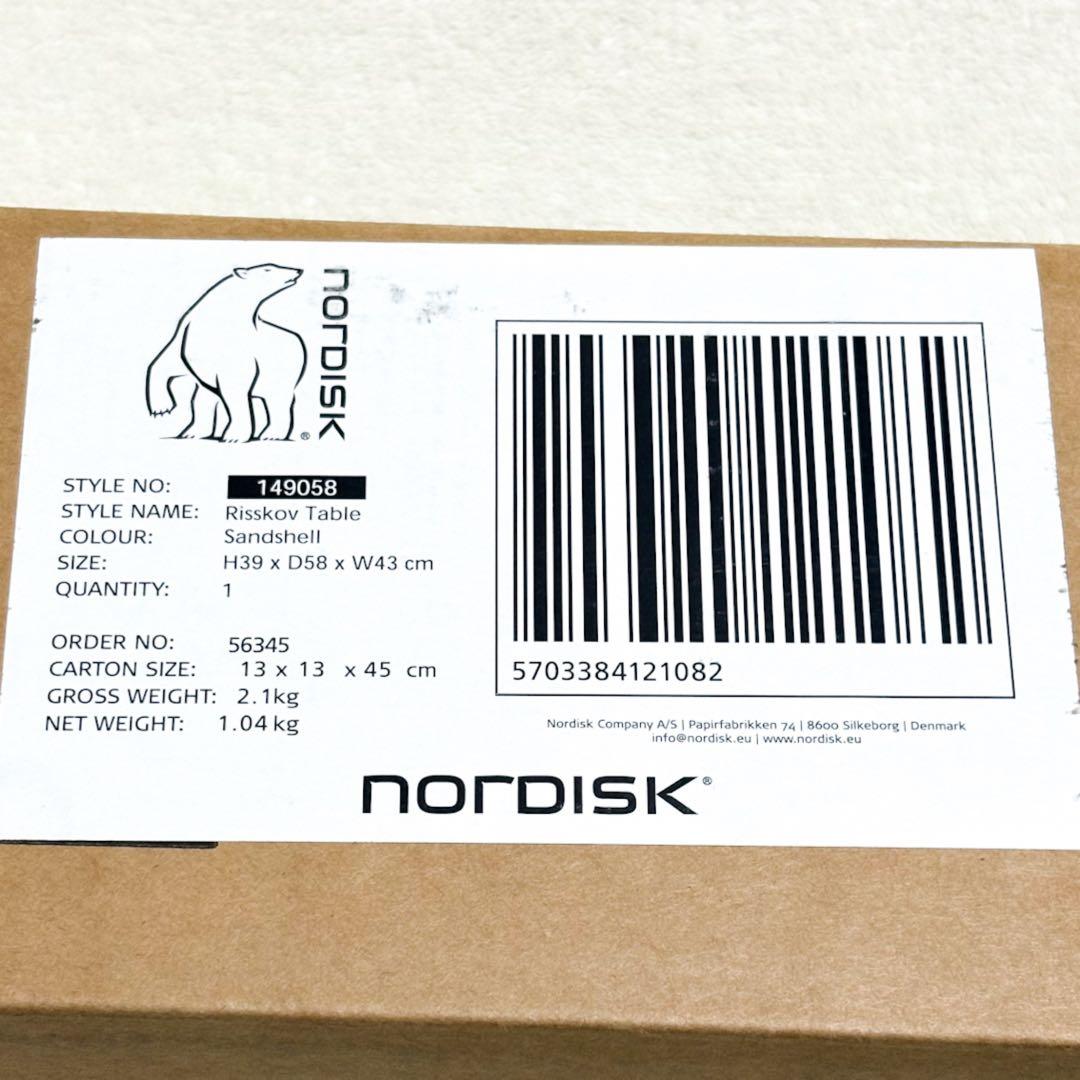 NORDISK®
STYLE NO: 149058
STYLE NAME: Risskov Table
COLOUR: Sandshell
SIZE: H39 x D58 x W43 cm
QUANTITY: 1
ORDER NO: 56345
CARTON SIZE: 13 x 13 x 45 cm
GROSS WEIGHT: 2.1kg
NET WEIGHT: 1.04kg
5703384121082
Nordisk Company A/S | Papirfabrikken 74 | 8600 Silkeborg | Denmark
info@nordisk.eu | www.nordisk.eu
NORDISK®